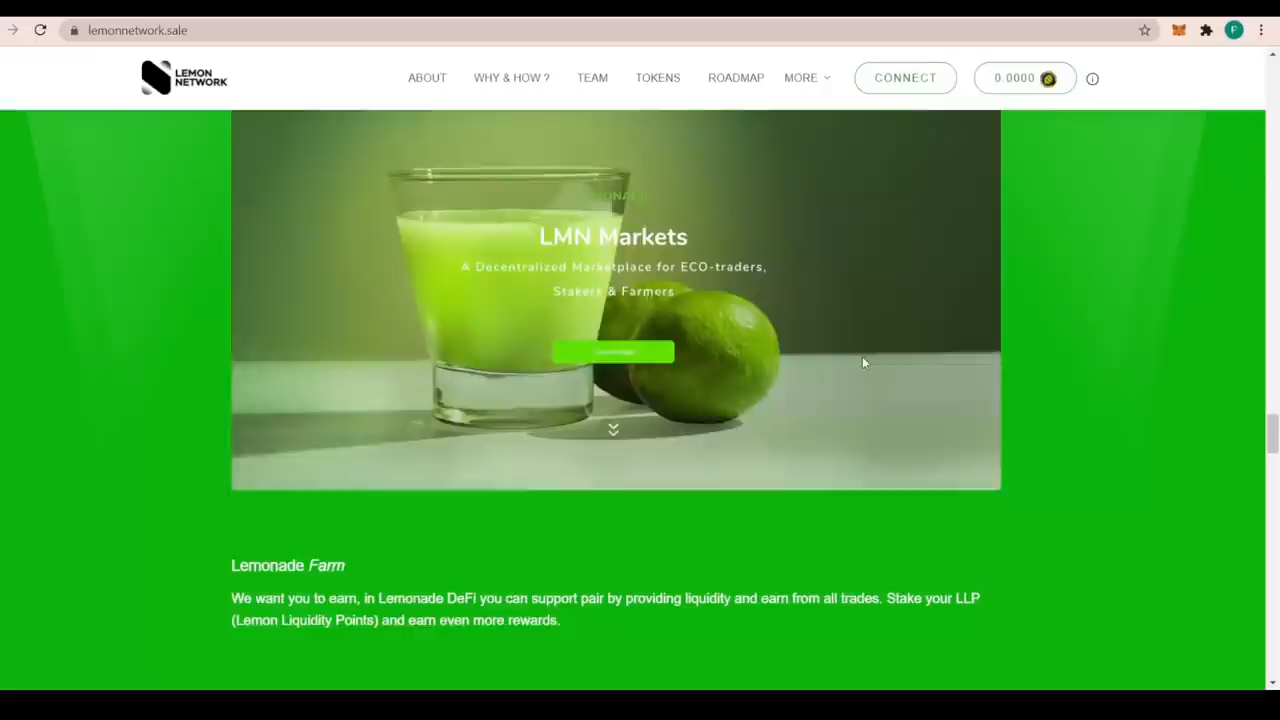 lemonnetwork.sale
F
LEMON
NETWORK
ABOUT WHY & HOW ? TEAM TOKENS ROADMAP MORE CONNECT 0.0000
LMN Markets
A Decentralized Marketplace for ECO-traders,
Stakers & Farmers
Lemonade Farm
We want you to earn, in Lemonade DeFi you can support pair by providing liquidity and earn from all trades. Stake your LLP
(Lemon Liquidity Points) and earn even more rewards.